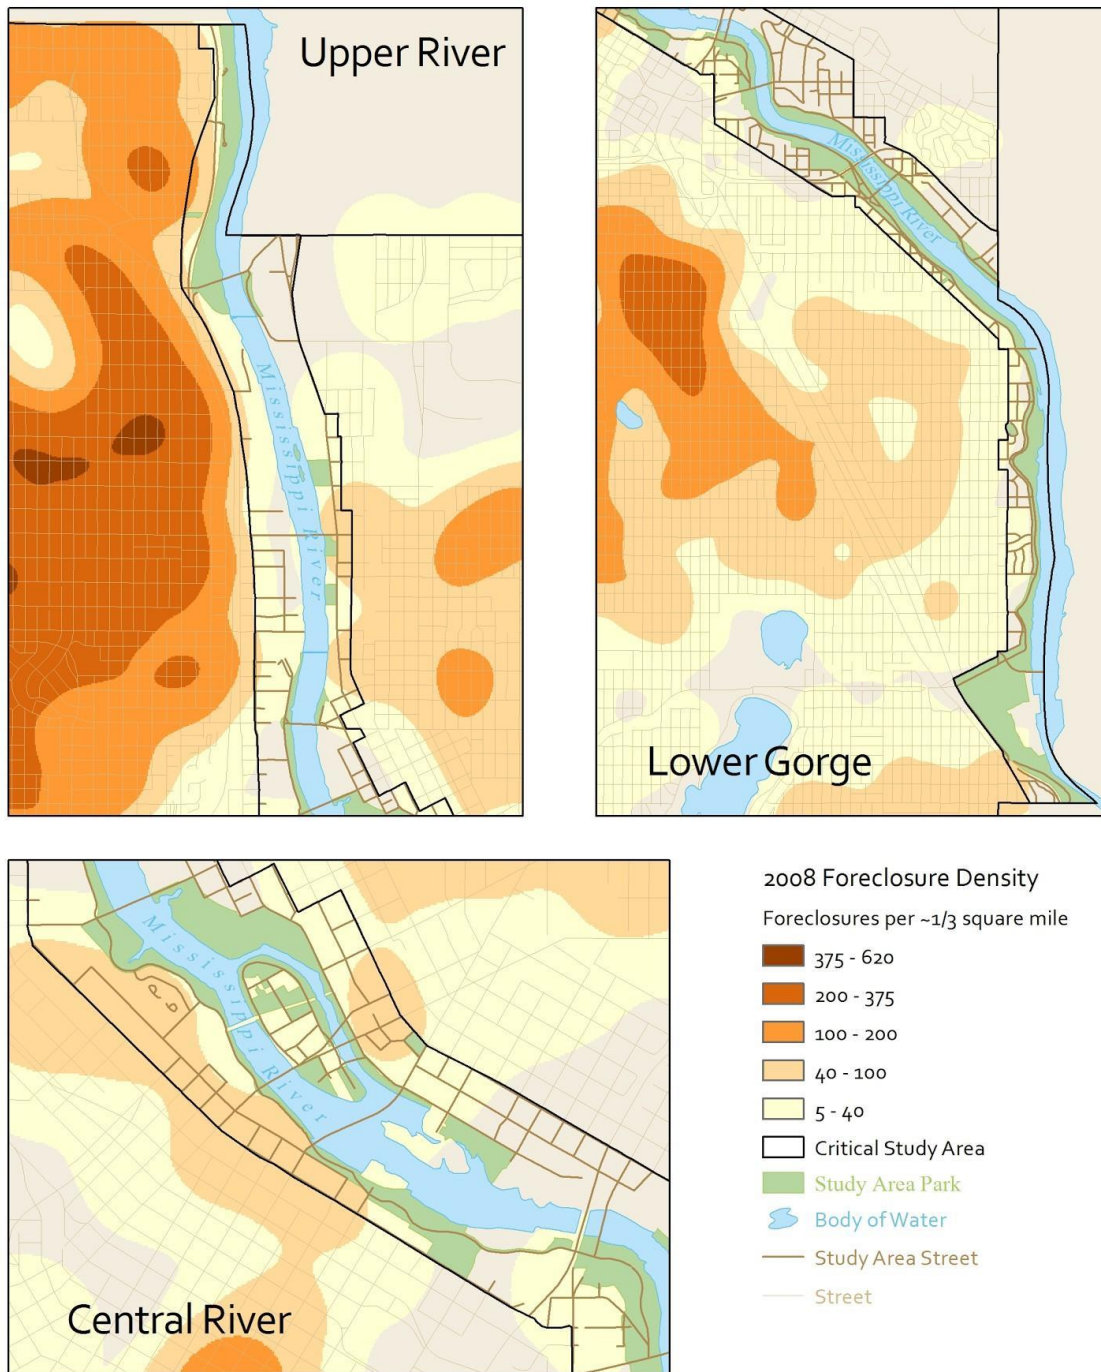 Upper River
Mississippi River
Mississippi River
Lower Gorge
Mississippi River
Central River
2008 Foreclosure Density
Foreclosures per ~1/3 square mile
375 - 620
200 - 375
100 - 200
40 - 100
5 - 40
Critical Study Area
Study Area Park
Body of Water
Study Area Street
Street